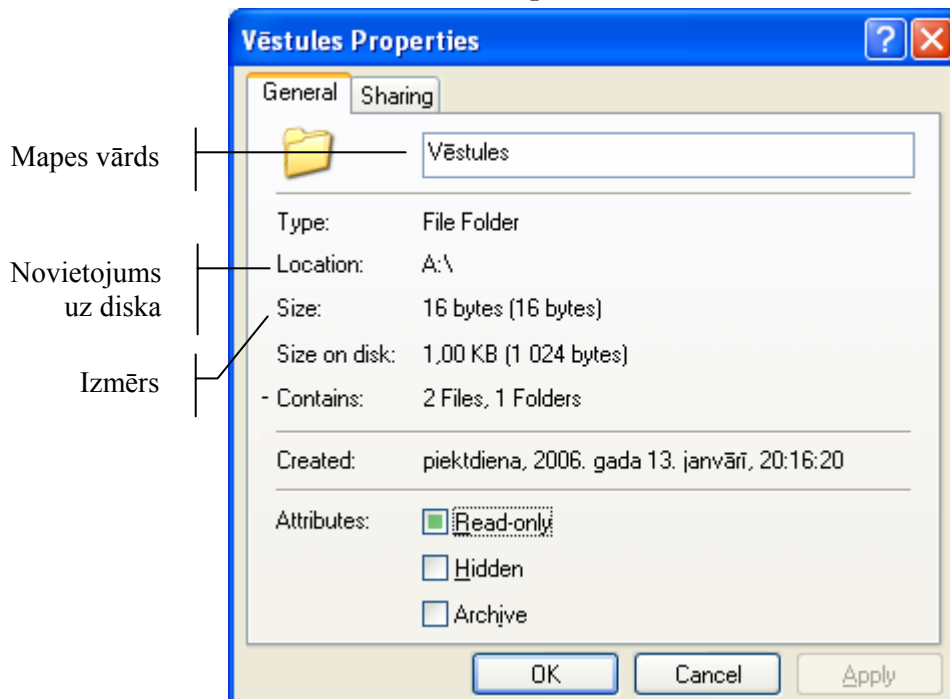 Vēstules Properties
General Sharing
Mapes vārds
Vēstules
Type: File Folder
Novietojums
uz diska
Location: A:\
Size: 16 bytes (16 bytes)
Izmērs
Size on disk: 1,00 KB (1 024 bytes)
- Contains: 2 Files, 1 Folders
Created: piektdiena, 2006. gada 13. janvārī, 20:16:20
Attributes: Read-only
Hidden
Archive
OK Cancel Apply